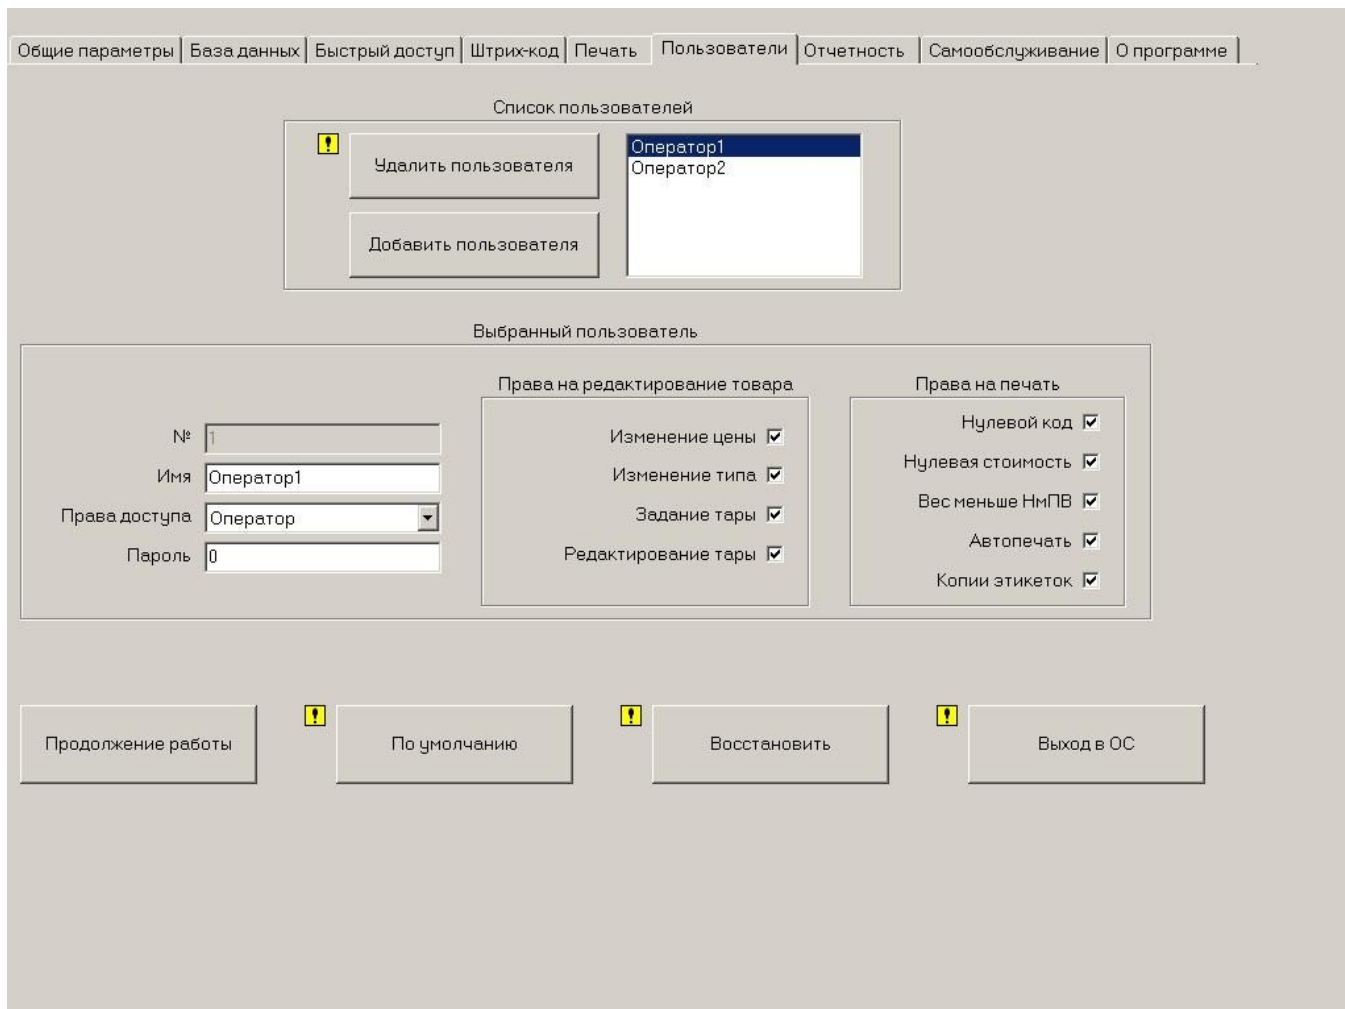 Общие параметры База данных Быстрый доступ Штрих-код Печать Пользователи Отчетность Самообслуживание О программе
Список пользователей
! Удалить пользователя
Добавить пользователя
Оператор1
Оператор2
Выбранный пользователь
№ 1
Имя Оператор1
Права доступа Оператор
Пароль 0
Права на редактирование товара
Изменение цены
Изменение типа
Задание тары
Редактирование тары
Права на печать
Нулевой код
Нулевая стоимость
Вес меньше НмПВ
Автопечать
Копии этикеток
Продолжение работы ! По умолчанию ! Восстановить ! Выход в ОС